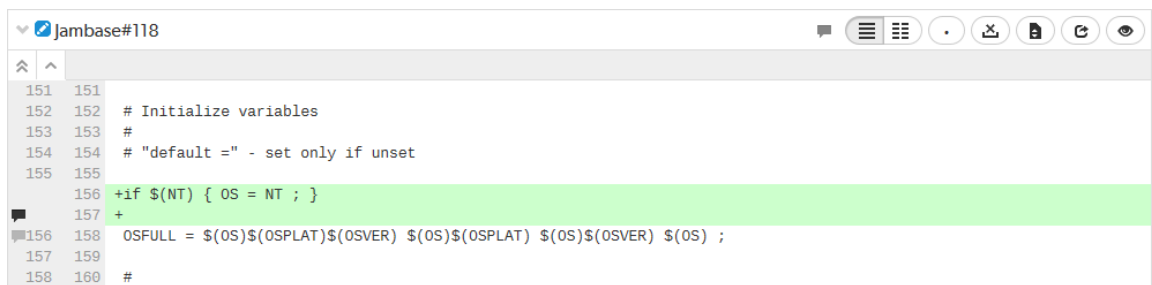 Jambase#118
151 151
152 152 # Initialize variables
153 153 #
154 154 # "default =" - set only if unset
155 155
156 +if $(NT) { OS = NT ; }
157 +
156 158 OSFULL = $(OS)$(OSPLAT)$(OSVER) $(OS)$(OSPLAT) $(OS)$(OSVER) $(OS) ;
157 159
158 160 #